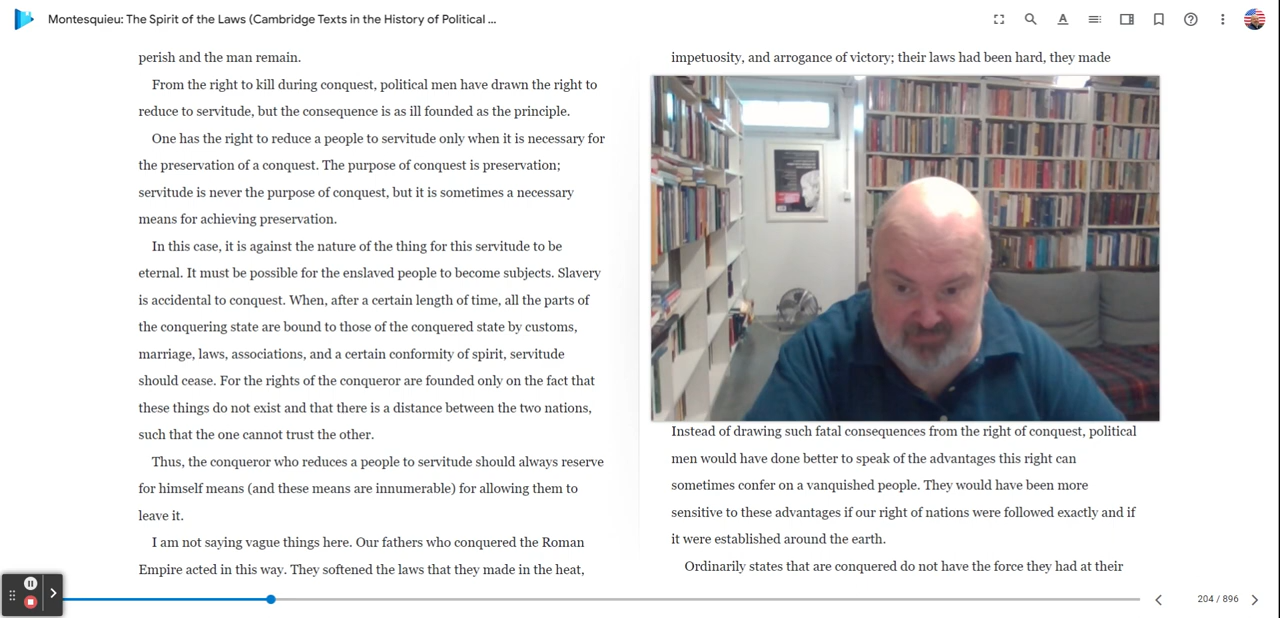 Montesquieu: The Spirit of the Laws (Cambridge Texts in the History of Political ...
perish and the man remain.
From the right to kill during conquest, political men have drawn the right to
reduce to servitude, but the consequence is as ill founded as the principle.
One has the right to reduce a people to servitude only when it is necessary for
the preservation of a conquest. The purpose of conquest is preservation;
servitude is never the purpose of conquest, but it is sometimes a necessary
means for achieving preservation.
In this case, it is against the nature of the thing for this servitude to be
eternal. It must be possible for the enslaved people to become subjects. Slavery
is accidental to conquest. When, after a certain length of time, all the parts of
the conquering state are bound to those of the conquered state by customs,
marriage, laws, associations, and a certain conformity of spirit, servitude
should cease. For the rights of the conqueror are founded only on the fact that
these things do not exist and that there is a distance between the two nations,
such that the one cannot trust the other.
Thus, the conqueror who reduces a people to servitude should always reserve
for himself means (and these means are innumerable) for allowing them to
leave it.
I am not saying vague things here. Our fathers who conquered the Roman
Empire acted in this way. They softened the laws that they made in the heat,
impetuosity, and arrogance of victory; their laws had been hard, they made
Instead of drawing such fatal consequences from the right of conquest, political
men would have done better to speak of the advantages this right can
sometimes confer on a vanquished people. They would have been more
sensitive to these advantages if our right of nations were followed exactly and if
it were established around the earth.
Ordinarily states that are conquered do not have the force they had at their
204 / 896